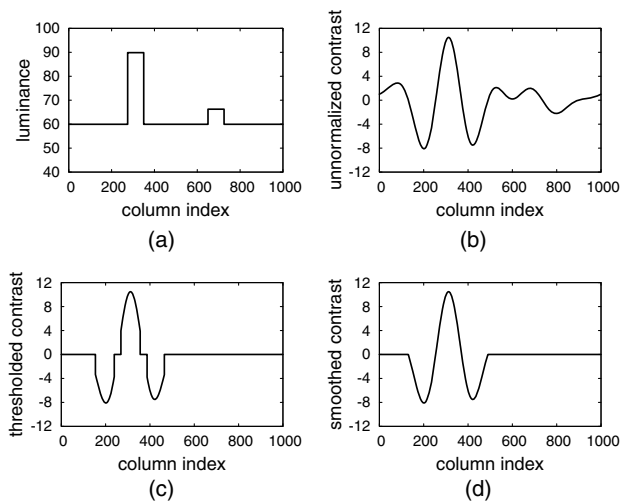 luminance
100
90
80
70
60
50
40
0 200 400 600 800 1000
column index
(a)
unnormalized contrast
12
8
4
0
-4
-8
-12
0 200 400 600 800 1000
column index
(b)
thresholded contrast
12
8
4
0
-4
-8
-12
0 200 400 600 800 1000
column index
(c)
smoothed contrast
12
8
4
0
-4
-8
-12
0 200 400 600 800 1000
column index
(d)